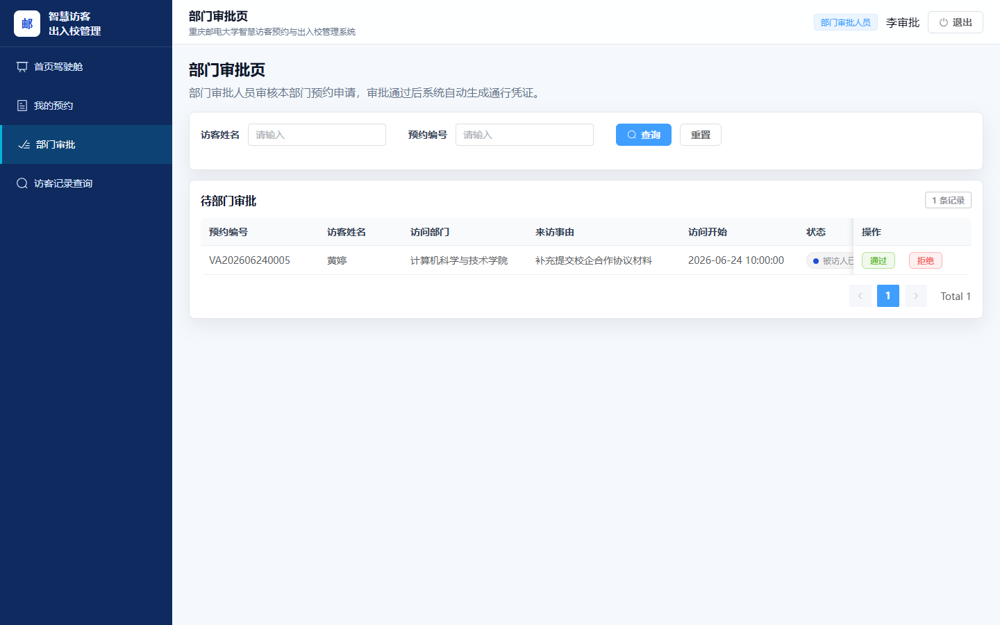 邮
智慧访客
出入校管理
首页驾驶舱
我的预约
部门审批
访客记录查询
部门审批页
重庆邮电大学智慧访客预约与出入校管理系统
部门审批人员
李审批
退出
部门审批页
部门审批人员审核本部门预约申请，审批通过后系统自动生成通行凭证。
访客姓名 请输入 预约编号 请输入 查询 重置
待部门审批
1 条记录
预约编号 访客姓名 访问部门 来访事由 访问开始 状态 操作
VA202606240005 黄婷 计算机科学与技术学院 补充提交校企合作协议材料 2026-06-24 10:00:00 被访人已 通过 拒绝
1 Total 1